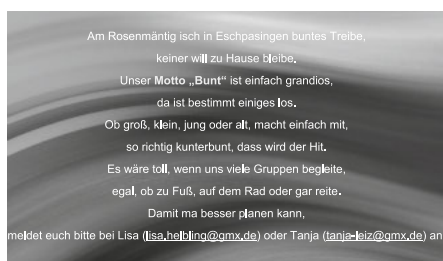 Am Rosenmäntig isch in Eschpasingen buntes Treibe,
keiner will zu Hause bleibe.
Unser Motto „Bunt“ ist einfach grandios,
da ist bestimmt einiges los.
Ob groß, klein, jung oder alt, macht einfach mit,
so richtig kunterbunt, dass wird der Hit.
Es wäre toll, wenn uns viele Gruppen begleite,
egal, ob zu Fuß, auf dem Rad oder gar reite.
Damit ma besser planen kann,
meldet euch bitte bei Lisa (lisa.helbling@gmx.de) oder Tanja (tanja-leiz@gmx.de) an